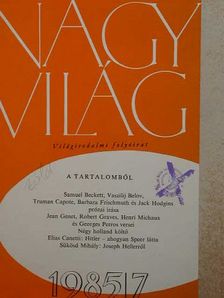 NAGY
VILÁG
Világirodalmi folyóirat
A TARTALOMBÓL
Samuel Beckett, Vaszilij Belov,
Truman Capote, Barbara Frischmuth és Jack Hodgins
prózai írása
Jean Genet, Robert Graves, Henri Michaux
és Georges Perros versei
Négy holland költő
Elias Canetti: Hitler – ahogyan Speer látta
Sükösd Mihály: Joseph Hellerről
1985/7